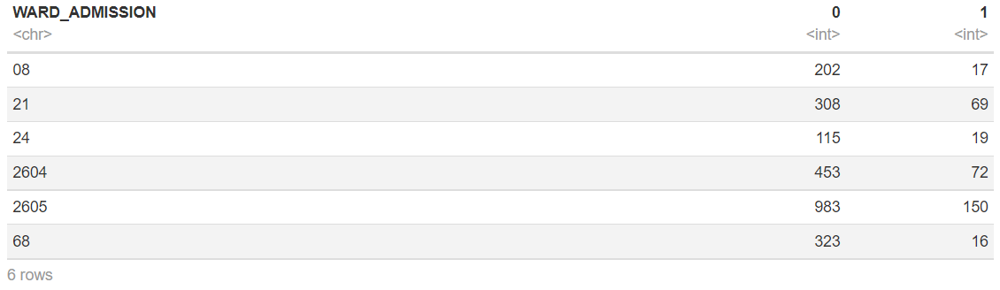 WARD_ADMISSION 0 1
<chr> <int> <int>
08 202 17
21 308 69
24 115 19
2604 453 72
2605 983 150
68 323 16
6 rows